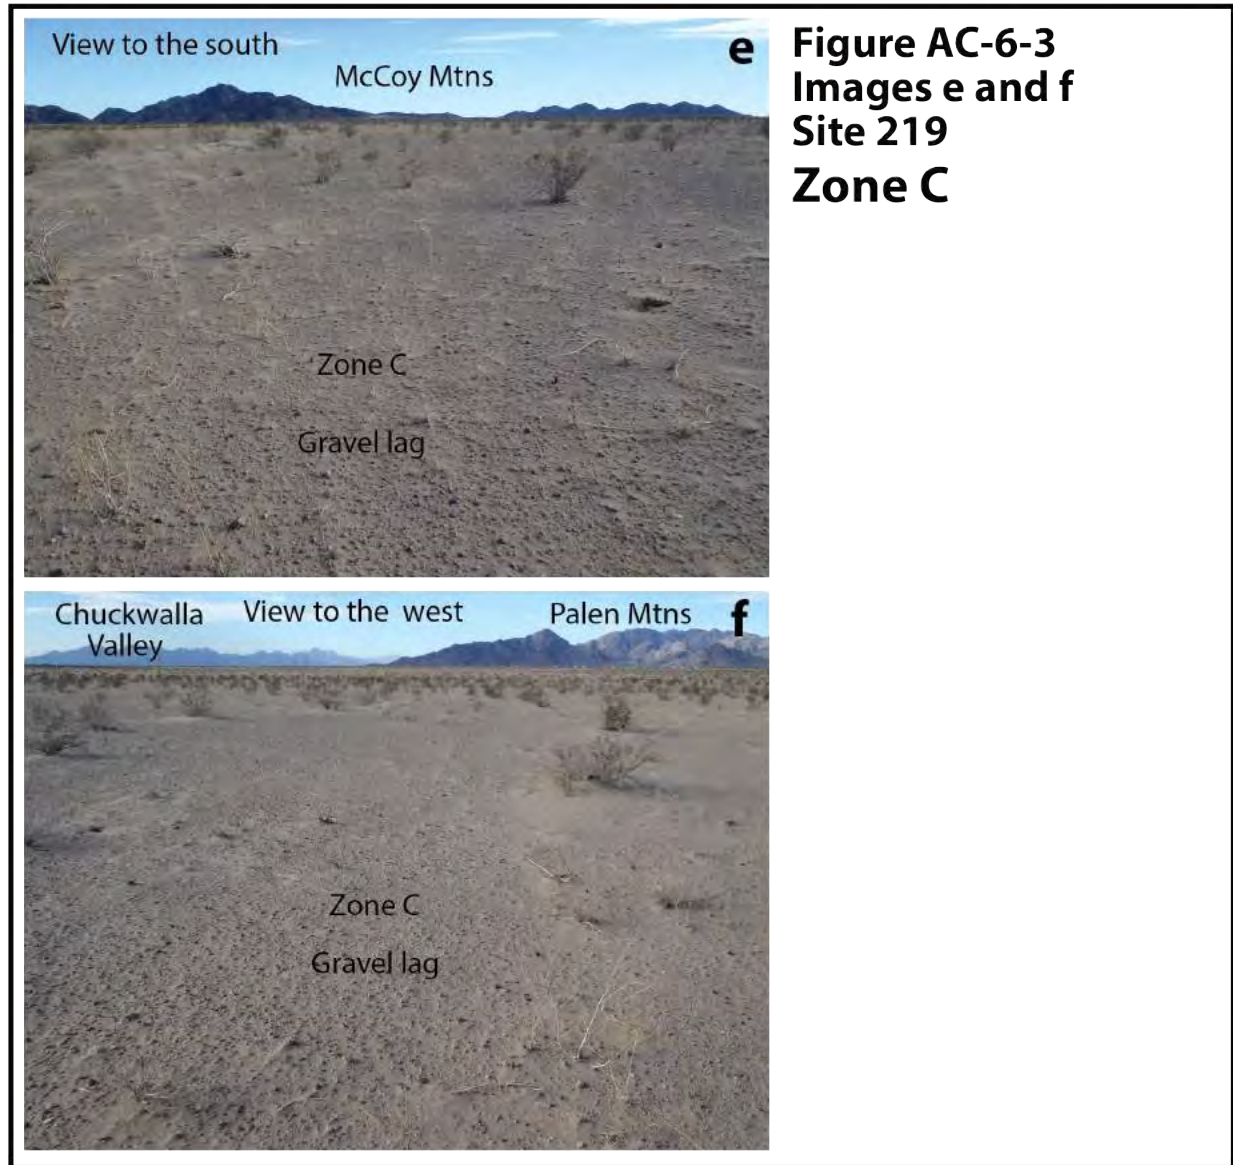 View to the south
e
McCoy Mtns
Zone C
Gravel lag
Figure AC-6-3
Images e and f
Site 219
Zone C
Chuckwalla
Valley
View to the  west
Palen Mtns
f
Zone C
Gravel lag